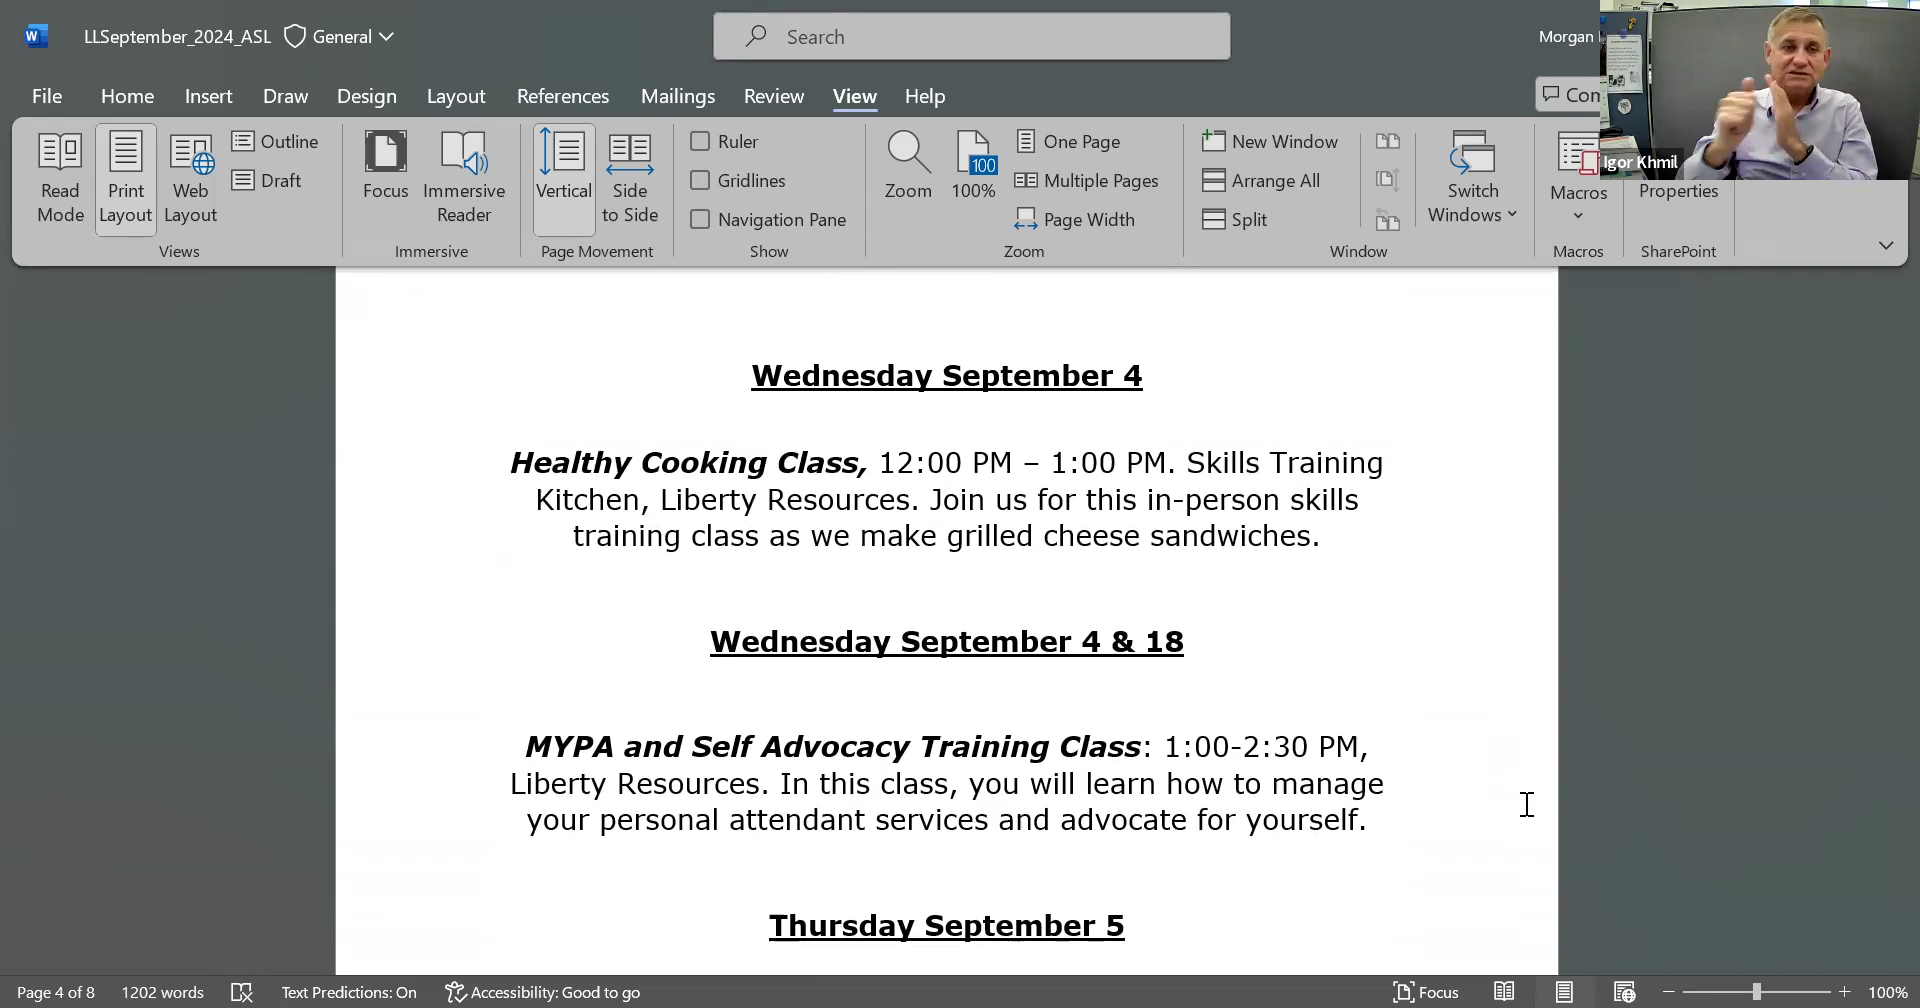 LLSeptember_2024_ASL General
Search
Morgan
File Home Insert Draw Design Layout References Mailings Review View Help
Read Mode
Print Layout
Web Layout
Outline
Draft
Views
Focus
Immersive Reader
Immersive
Vertical
Side to Side
Page Movement
Ruler
Gridlines
Navigation Pane
Show
Zoom
100
100%
One Page
Multiple Pages
Page Width
Zoom
New Window
Arrange All
Split
Switch Windows
Window
Macros
Macros
Properties
SharePoint
Igor Khmil
Wednesday September 4
Healthy Cooking Class, 12:00 PM – 1:00 PM. Skills Training
Kitchen, Liberty Resources. Join us for this in-person skills
training class as we make grilled cheese sandwiches.
Wednesday September 4 & 18
MYPA and Self Advocacy Training Class: 1:00-2:30 PM,
Liberty Resources. In this class, you will learn how to manage
your personal attendant services and advocate for yourself.
Thursday September 5
Page 4 of 8 1202 words Text Predictions: On Accessibility: Good to go Focus 100%